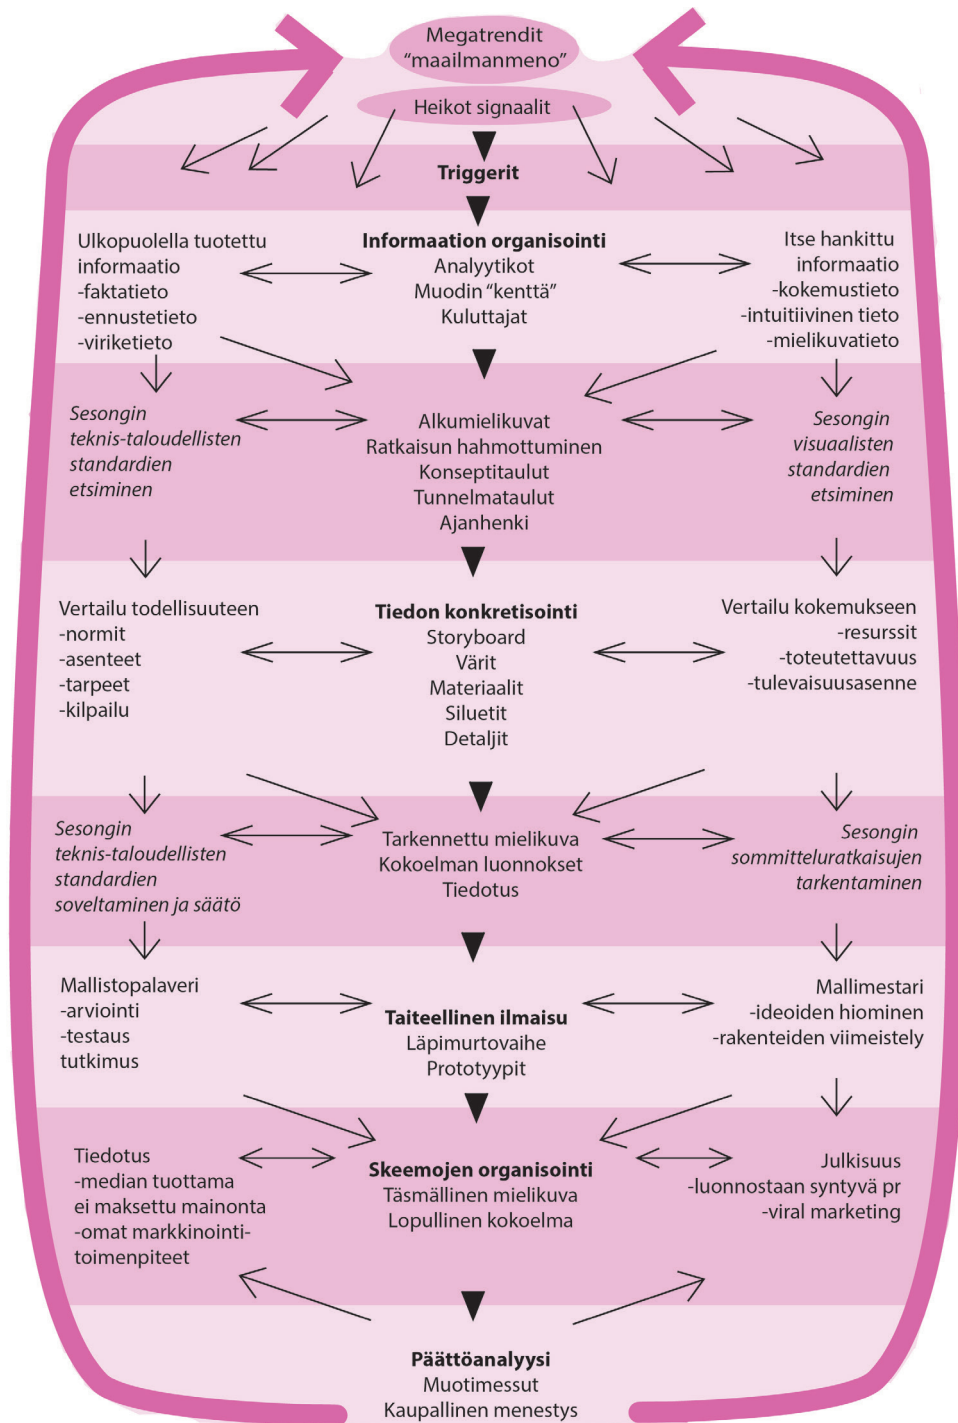 Megatrendit
“maailmanmeno”
Heikot signaalit
Triggerit
Ulkopuolella tuotettu
informaatio
-faktatieto
-ennustetieto
-viriketieto
Informaation organisointi
Analyytikot
Muodin “kenttä”
Kuluttajat
Itse hankittu
informaatio
-kokemustieto
-intuitiivinen tieto
-mielikuvatieto
Sesongin
teknis-taloudellisten
standardien
etsiminen
Alkumielikuvat
Ratkaisun hahmottuminen
Konseptitaulut
Tunnelmataulut
Ajanhenki
Sesongin
visuaalisten
standardien
etsiminen
Vertailu todellisuuteen
-normit
-asenteet
-tarpeet
-kilpailu
Tiedon konkretisointi
Storyboard
Värit
Materiaalit
Siluetit
Detaljit
Vertailu kokemukseen
-resurssit
-toteutettavuus
-tulevaisuusasenne
Sesongin
teknis-taloudellisten
standardien
soveltaminen ja säätö
Tarkennettu mielikuva
Kokoelman luonnokset
Tiedotus
Sesongin
sommitteluratkaisujen
tarkentaminen
Mallistopalaveri
-arviointi
-testaus
tutkimus
Taiteellinen ilmaisu
Läpimurtovaihe
Prototyypit
Mallimestari
-ideoiden hiominen
-rakenteiden viimeistely
Tiedotus
-median tuottama
ei maksettu mainonta
-omat markkinointi-
toimenpiteet
Skeemojen organisointi
Täsmällinen mielikuva
Lopullinen kokoelma
Julkisuus
-luonnostaan syntyvä pr
-viral marketing
Päättöanalyysi
Muotimessut
Kaupallinen menestys